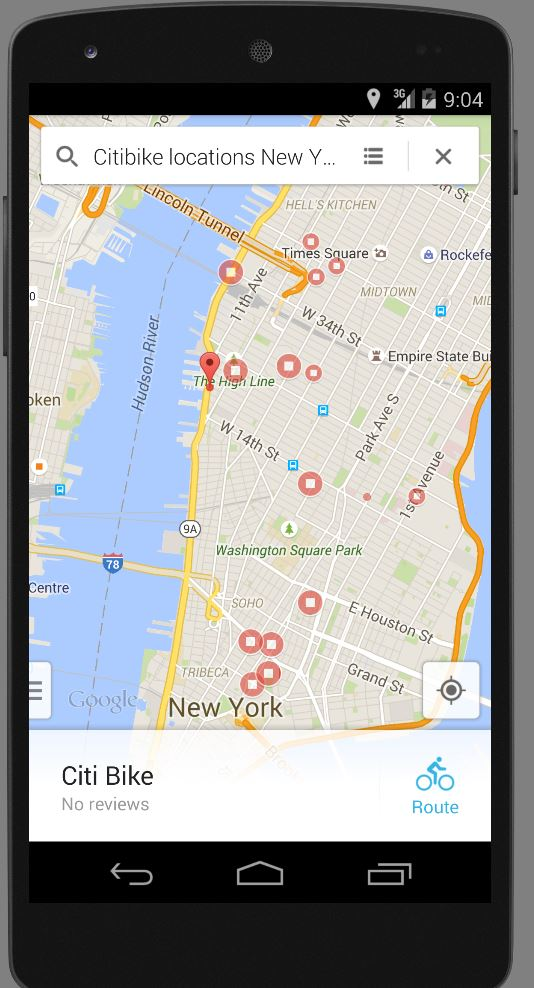 3G
9:04
Citibike locations New Y...
Lincoln Tunnel
HELL'S KITCHEN
Times Square
Rockefe
11th Ave
MIDTOWN
W 34th St
Hudson River
Empire State Bui
The High Line
oken
Park Ave S
W 14th St
1st Avenue
9A
Washington Square Park
78
Centre
SOHO
E Houston St
TRIBECA
Grand St
Google
New York
Citi Bike
No reviews
Route